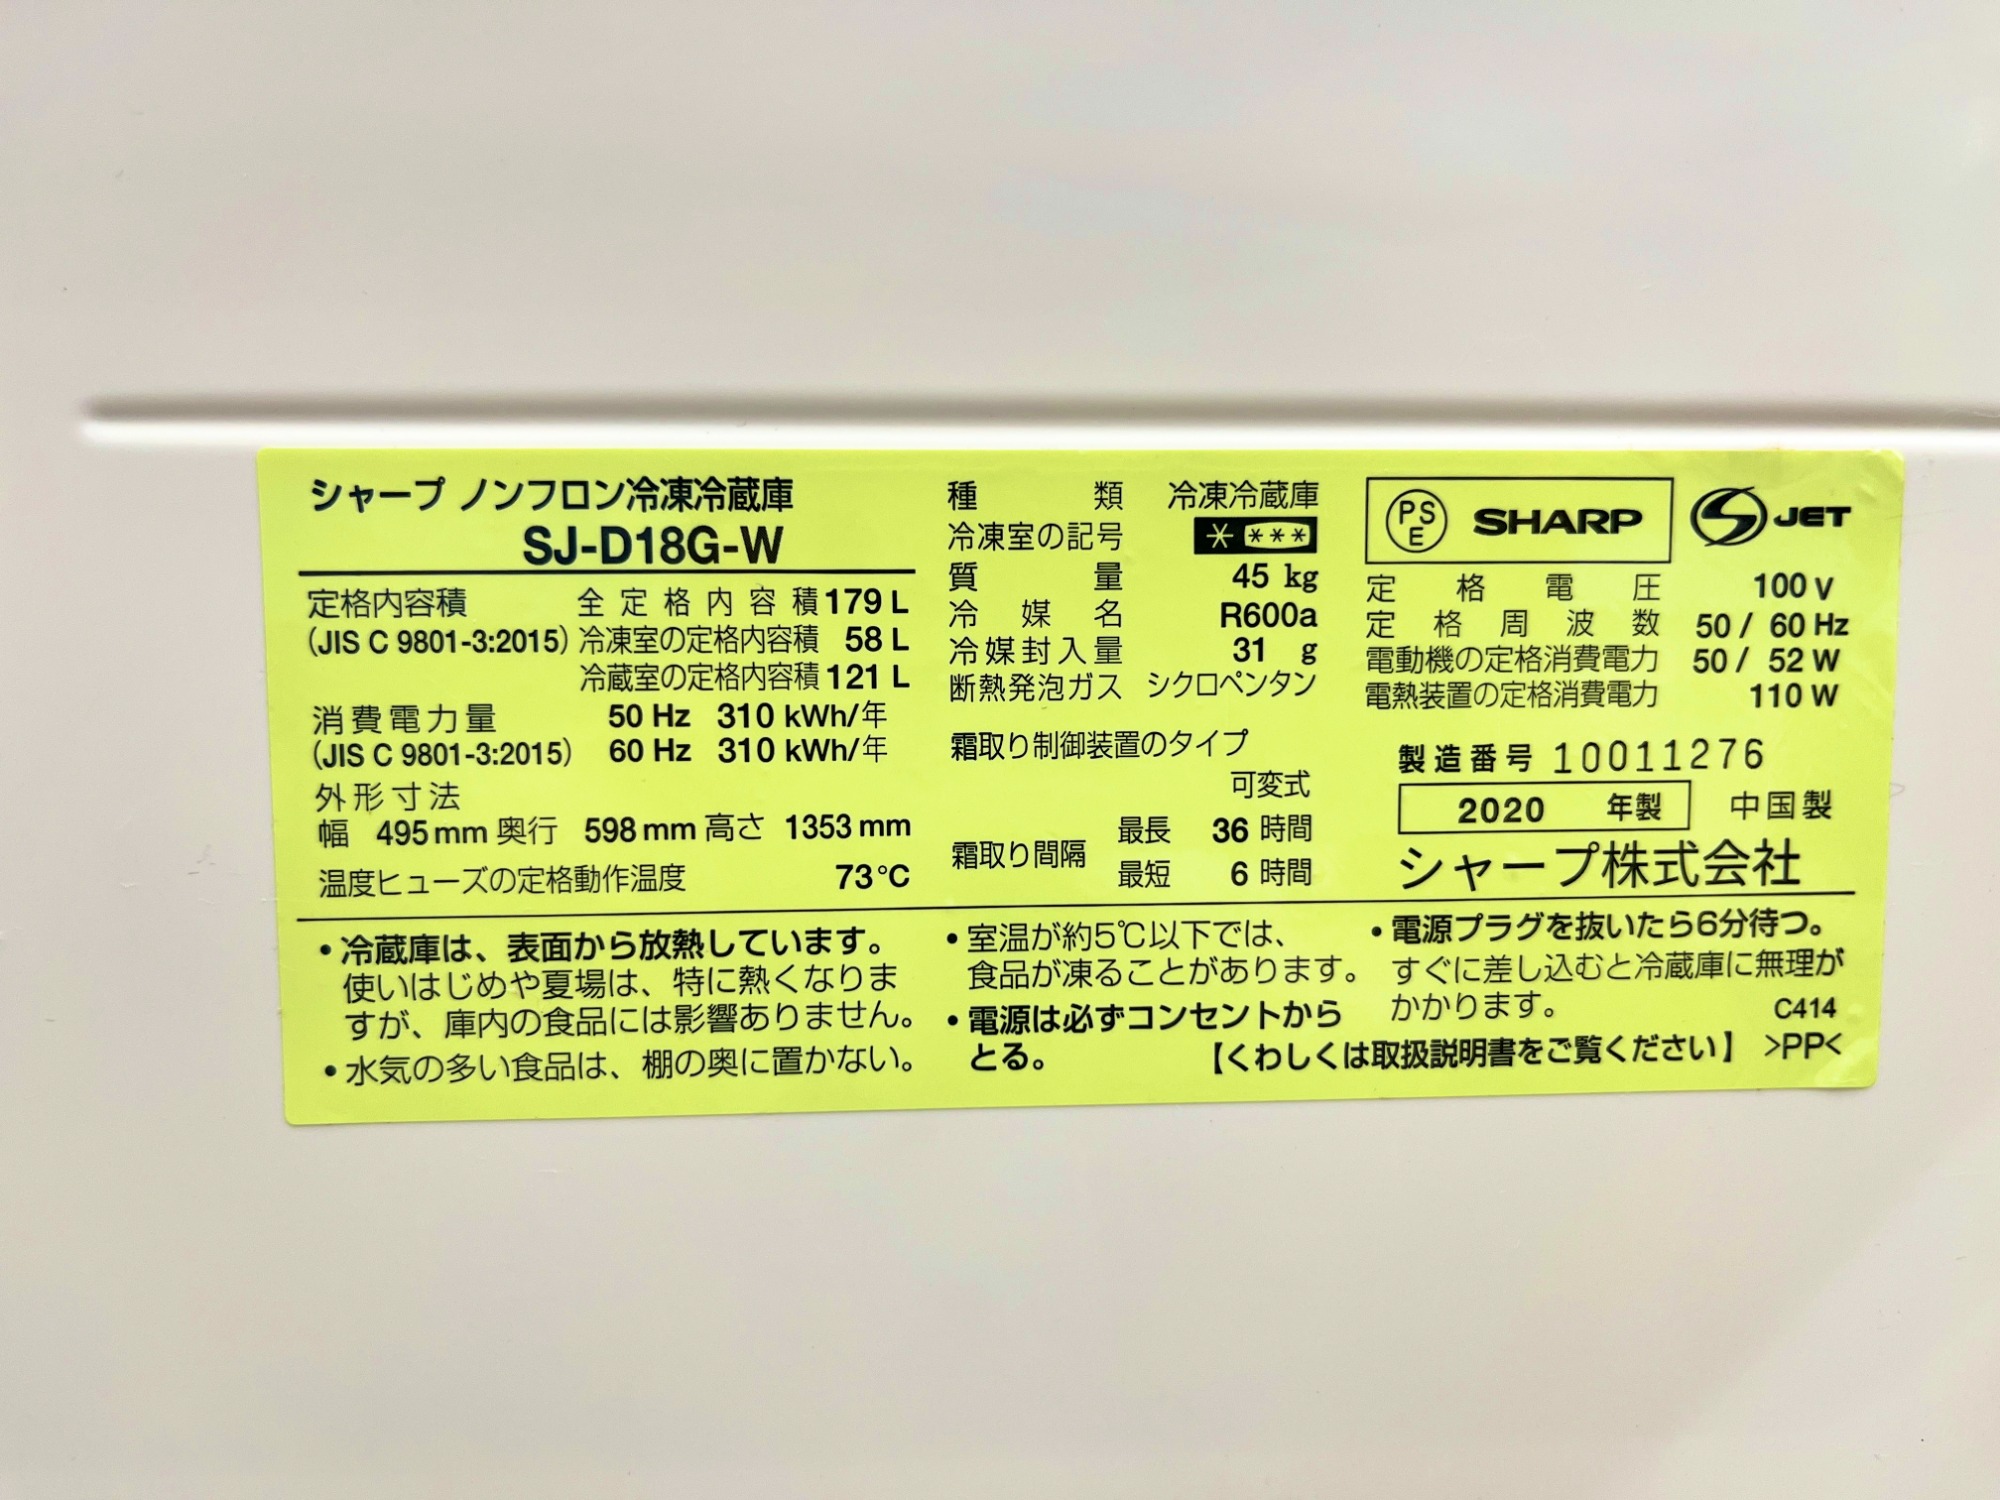 シャープ ノンフロン冷凍冷蔵庫
SJ-D18G-W
定格内容積 全定格内容積 179 L
(JIS C 9801-3:2015) 冷凍室の定格内容積 58 L
冷蔵室の定格内容積 121 L
消費電力量 50 Hz 310 kWh/年
(JIS C 9801-3:2015) 60 Hz 310 kWh/年
外形寸法
幅 495 mm 奥行 598 mm 高さ 1353 mm
温度ヒューズの定格動作温度 73℃
種類 冷凍冷蔵庫
冷凍室の記号 * ***
質量 45 kg
冷媒名 R600a
冷媒封入量 31 g
断熱発泡ガス シクロペンタン
霜取り制御装置のタイプ
可変式
霜取り間隔 最長 36 時間
最短 6 時間
PSE SHARP S JET
定格電圧 100 V
定格周波数 50 / 60 Hz
電動機の定格消費電力 50 / 52 W
電熱装置の定格消費電力 110 W
製造番号 10011276
2020 年製 中国製
シャープ株式会社
・冷蔵庫は、表面から放熱しています。
使いはじめや夏場は、特に熱くなりま
すが、庫内の食品には影響ありません。
・水気の多い食品は、棚の奥に置かない。
・室温が約5℃以下では、
食品が凍ることがあります。
・電源は必ずコンセントから
とる。
・電源プラグを抜いたら6分待つ。
すぐに差し込むと冷蔵庫に無理が
かかります。 C414
【くわしくは取扱説明書をご覧ください】 >PP<